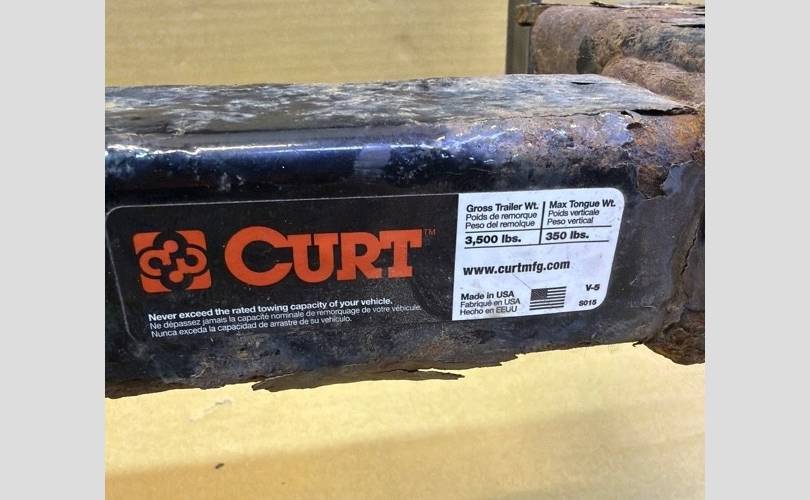 CURT™
Never exceed the rated towing capacity of your vehicle.
Ne dépassez jamais la capacité nominale de remorquage de votre véhicule.
Nunca exceda la capacidad de arrastre de su vehículo.
Gross Trailer Wt.
Poids de remorque
Peso del remolque
3,500 lbs.
Max Tongue Wt.
Poids verticale
Peso vertical
350 lbs.
www.curtmfg.com
Made in USA
Fabriqué en USA
Hecho en EEUU
V-5
S015